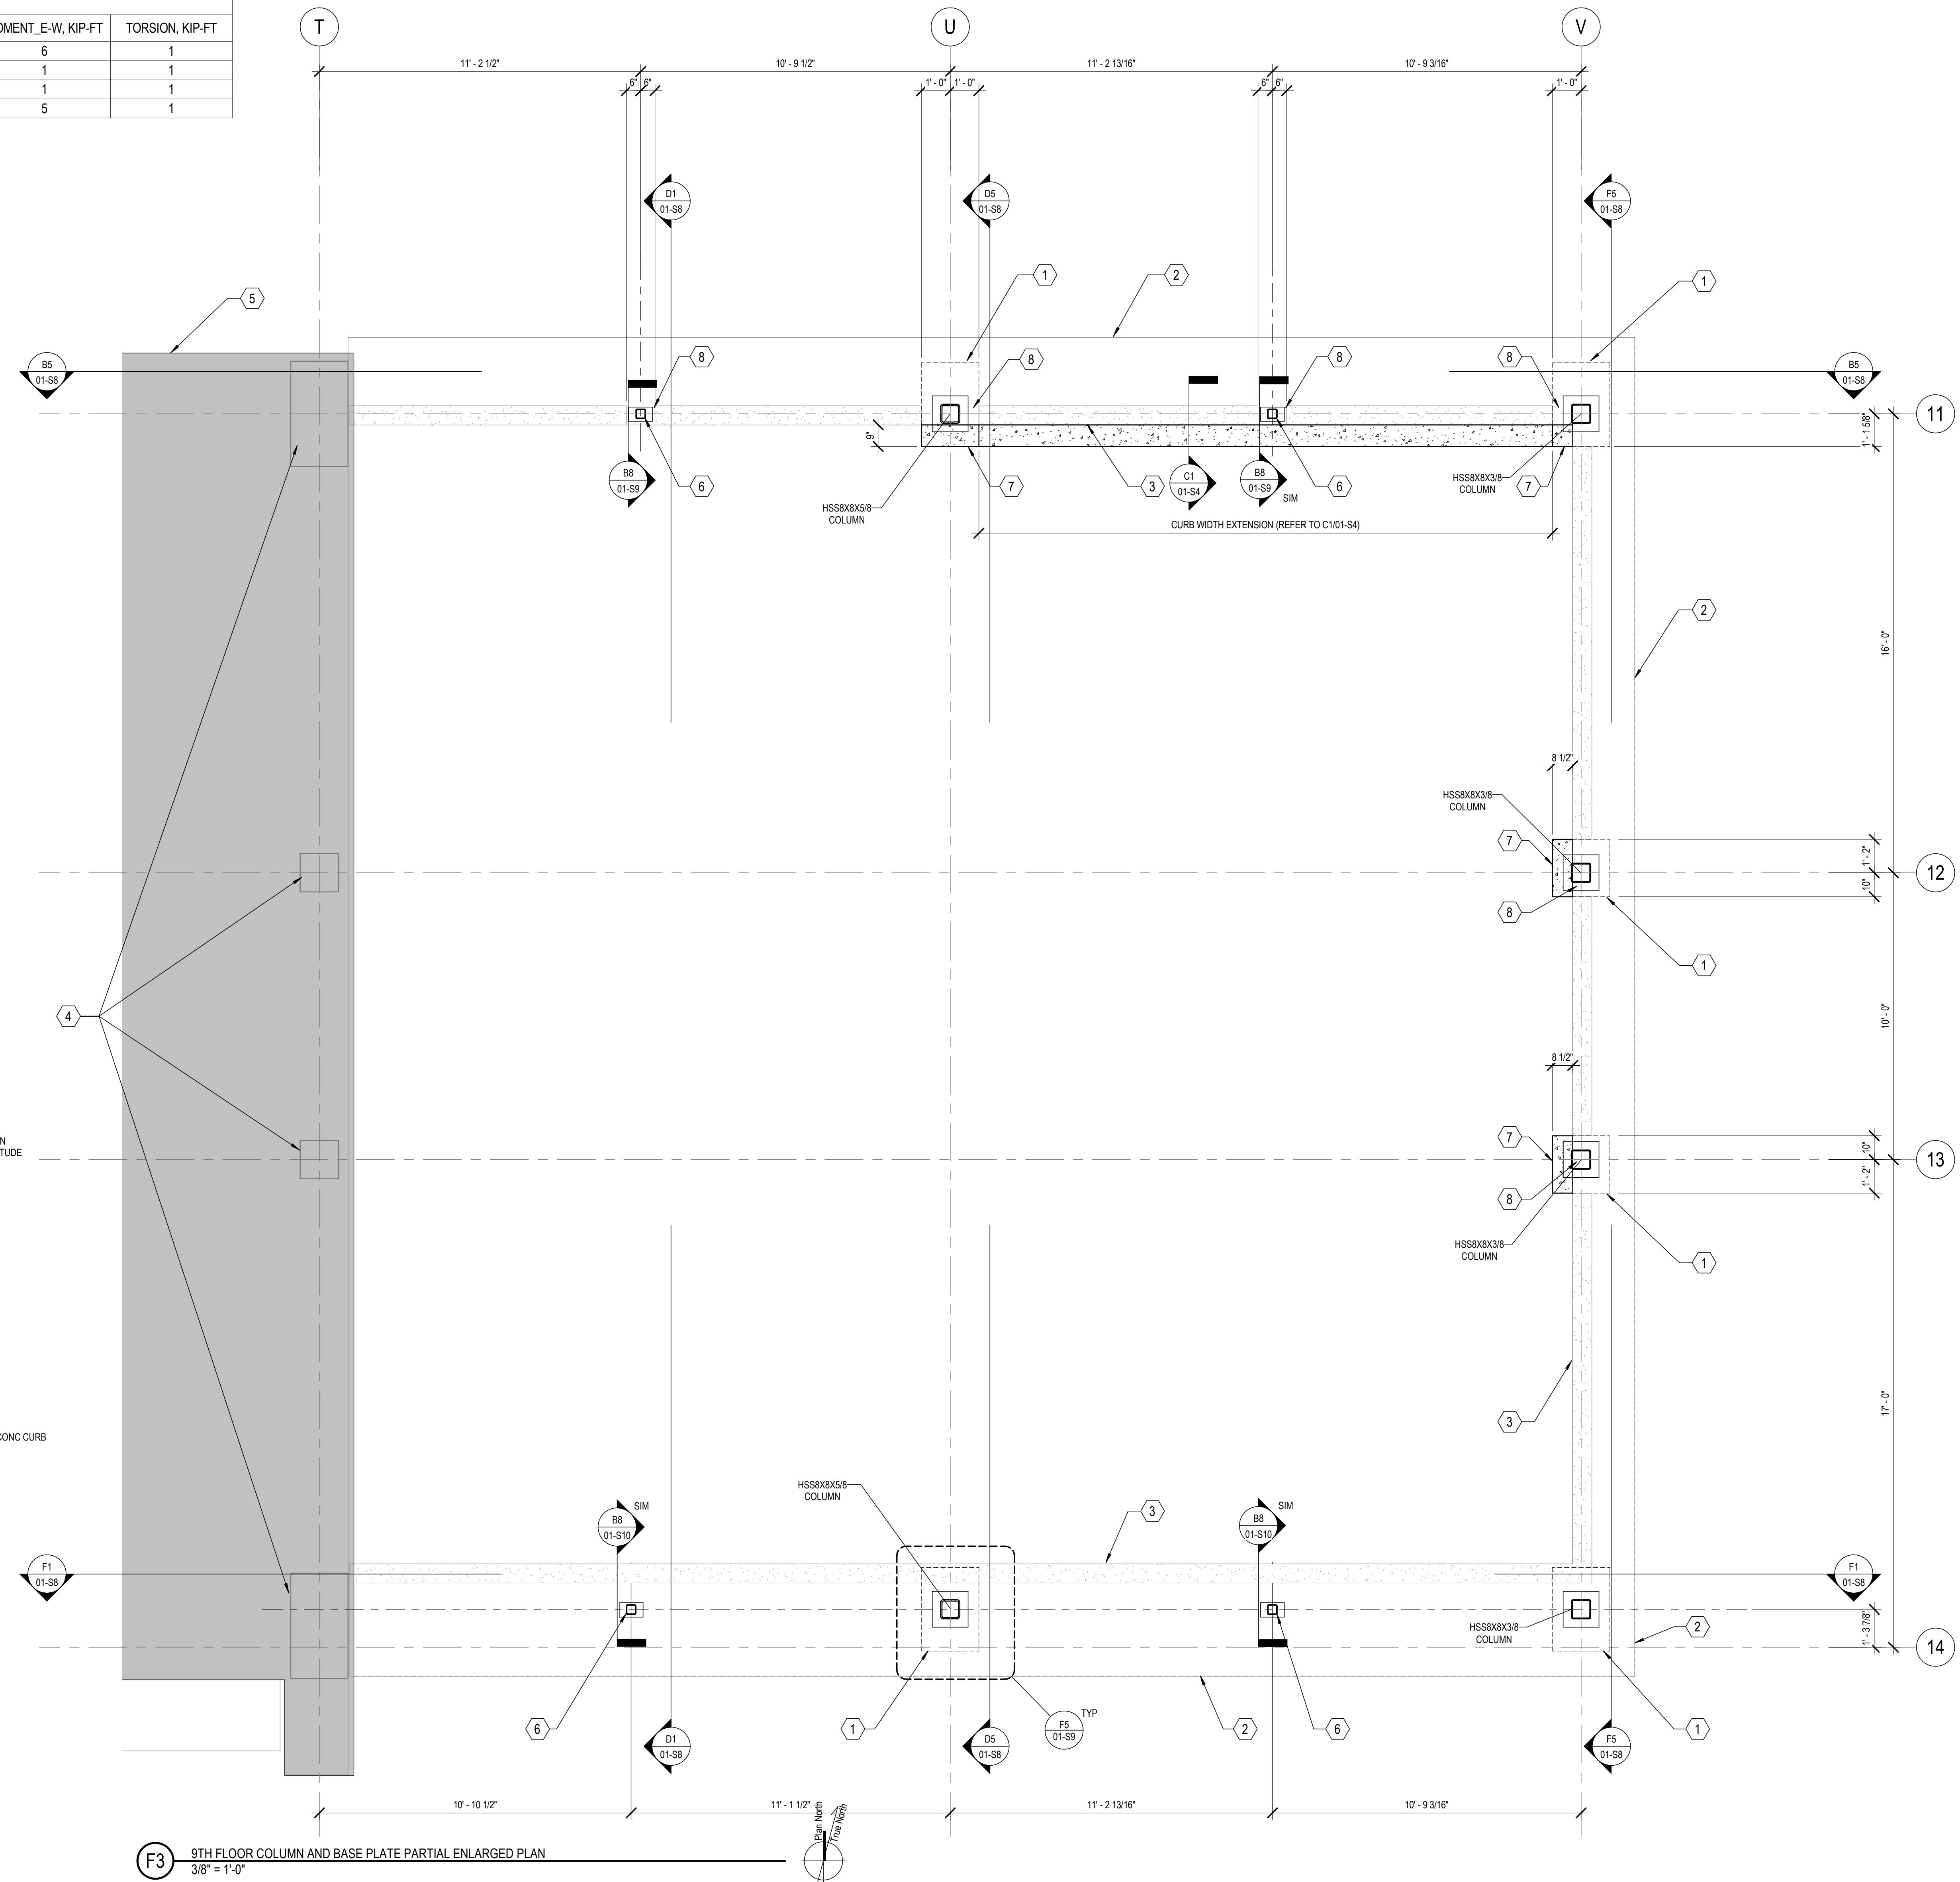 OMENT_E-W, KIP-FT TORSION, KIP-FT
6 1
1 1
1 1
5 1
T U V
11' - 2 1/2" 10' - 9 1/2" 11' - 2 13/16" 10' - 9 3/16"
6" 6" 1' - 0" 1' - 0" 6" 6" 1' - 0"
D1
01-S8
D5
01-S8
F5
01-S8
5
1
2
1
B5
01-S8
8
8
8
8
B5
01-S8
11
9"
1' - 1 5/8"
B8
01-S9
6
7
3
C1
01-S4
B8
01-S9
SIM
6
7
HSS8X8X5/8
COLUMN
HSS8X8X3/8
COLUMN
CURB WIDTH EXTENSION (REFER TO C1/01-S4)
2
16' - 0"
8 1/2"
HSS8X8X3/8
COLUMN
7
1' - 2"
12
10"
8
1
4
10' - 0"
8 1/2"
N
TUDE
7
10"
13
1' - 2"
8
HSS8X8X3/8
COLUMN
1
3
17' - 0"
CONC CURB
HSS8X8X5/8
COLUMN
B8
01-S10
SIM
3
B8
01-S10
SIM
F1
01-S8
F1
01-S8
HSS8X8X3/8
COLUMN
2
1' - 3 7/8"
14
6
D1
01-S8
1
D5
01-S8
F5
01-S9
TYP
2
6
F5
01-S8
1
10' - 10 1/2" 11' - 1 1/2" 11' - 2 13/16" 10' - 9 3/16"
Plan North
True North
F3 9TH FLOOR COLUMN AND BASE PLATE PARTIAL ENLARGED PLAN
3/8" = 1'-0"